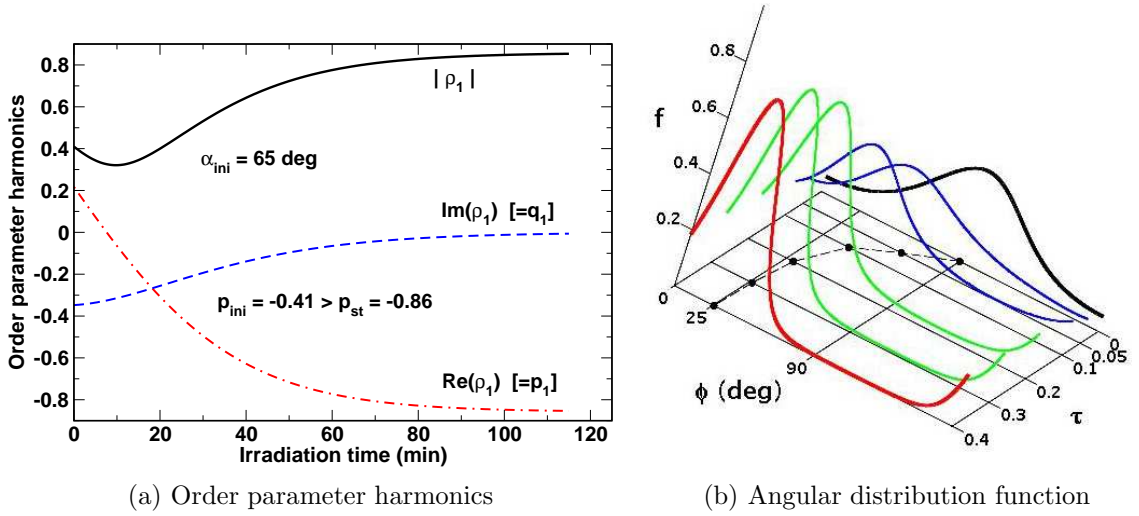 Order parameter harmonics
0.8
0.6
0.4
0.2
0
-0.2
-0.4
-0.6
-0.8
| ρ1 |
αini = 65 deg
Im(ρ1) [=q1]
pini = -0.41 > pst = -0.86
Re(ρ1) [=p1]
0 20 40 60 80 100 120
Irradiation time (min)
(a) Order parameter harmonics
f
0.8
0.6
0.4
0.2
0
25
90
ϕ (deg)
0
0.05
0.1
0.2
0.3
0.4
τ
(b) Angular distribution function